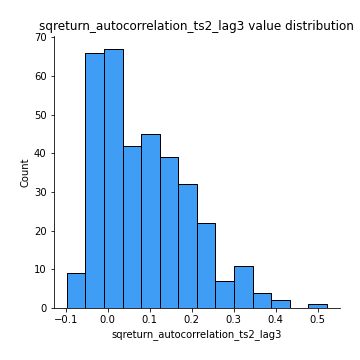 sqreturn_autocorrelation_ts2_lag3 value distribution
70
60
50
40
30
20
10
0
Count
−0.1 0.0 0.1 0.2 0.3 0.4 0.5
sqreturn_autocorrelation_ts2_lag3